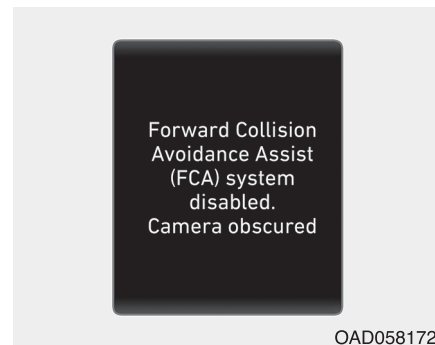 Forward Collision
Avoidance Assist
(FCA) system
disabled.
Camera obscured
OAD058172